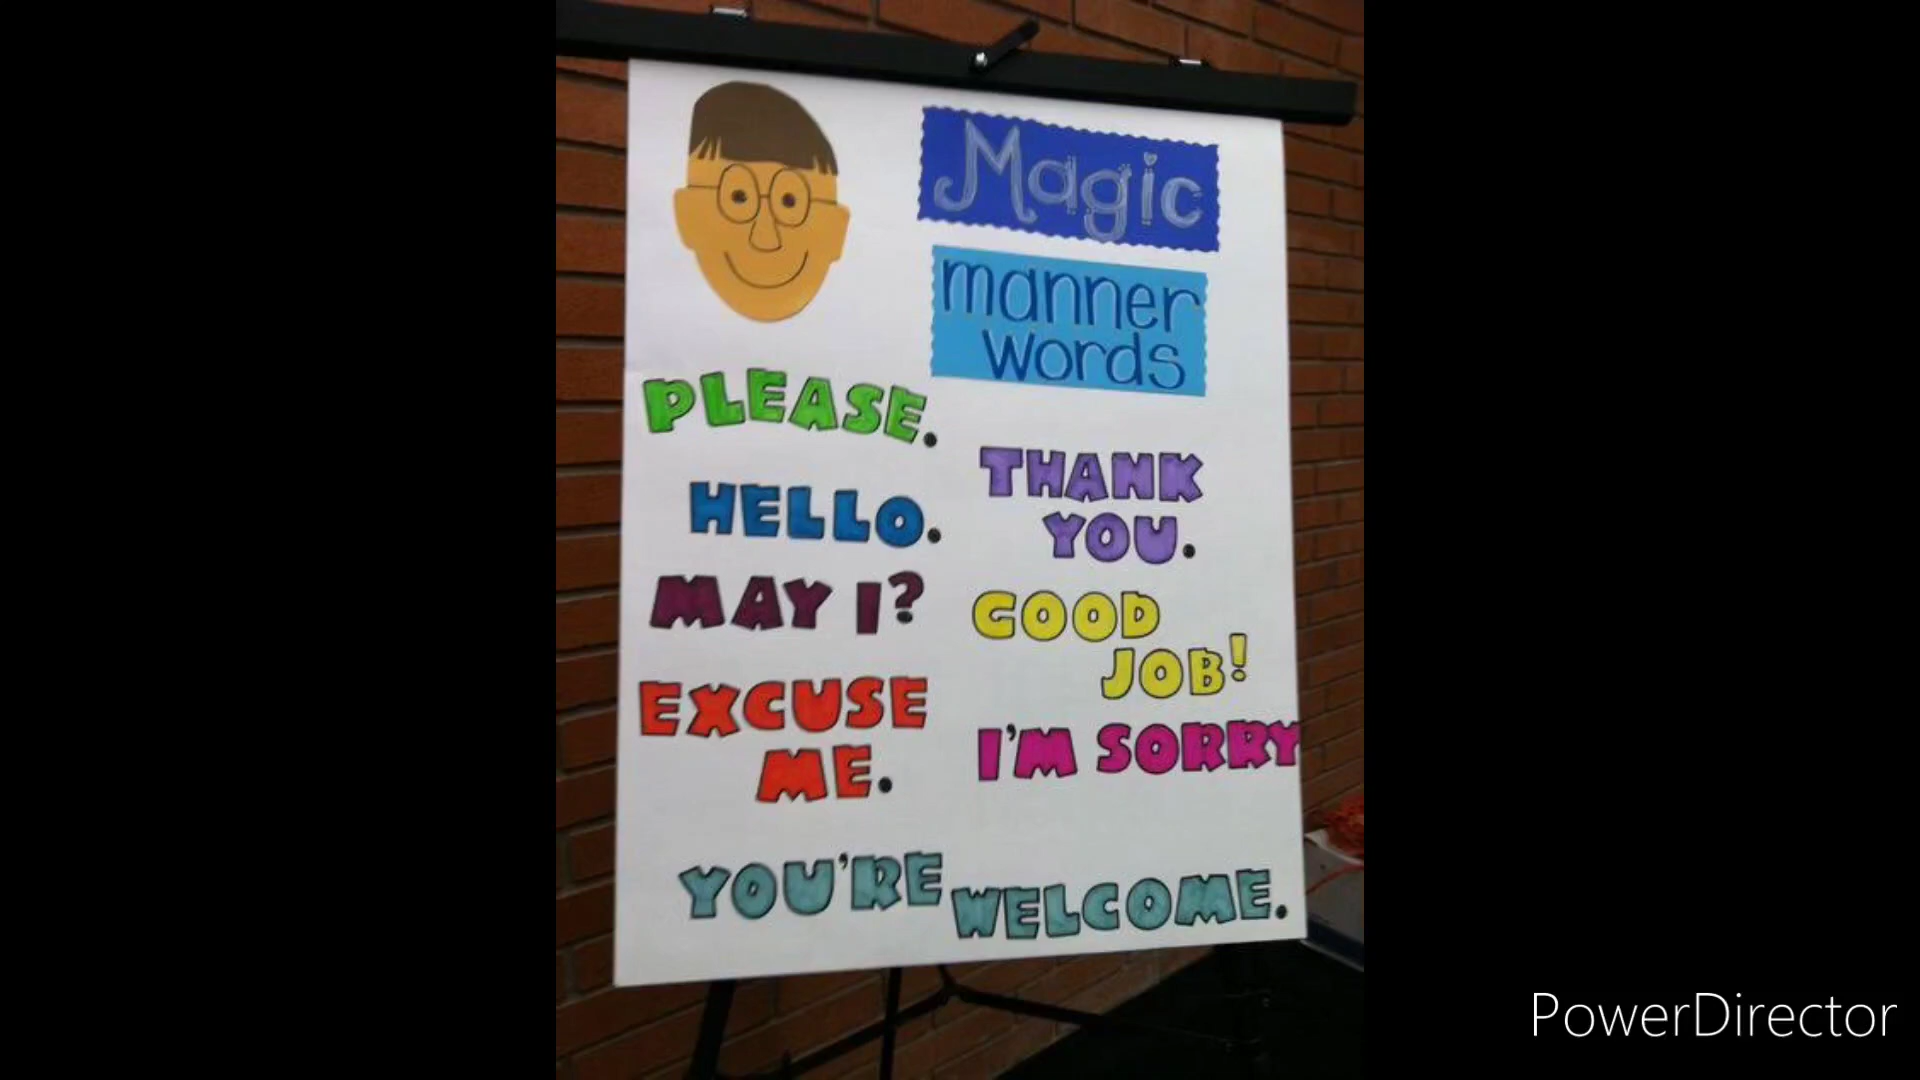 Magic
manner
words
PLEASE.
HELLO.
MAY I?
EXCUSE
ME.
THANK
YOU.
GOOD
JOB!
I'M SORRY
YOU'RE WELCOME.
PowerDirector